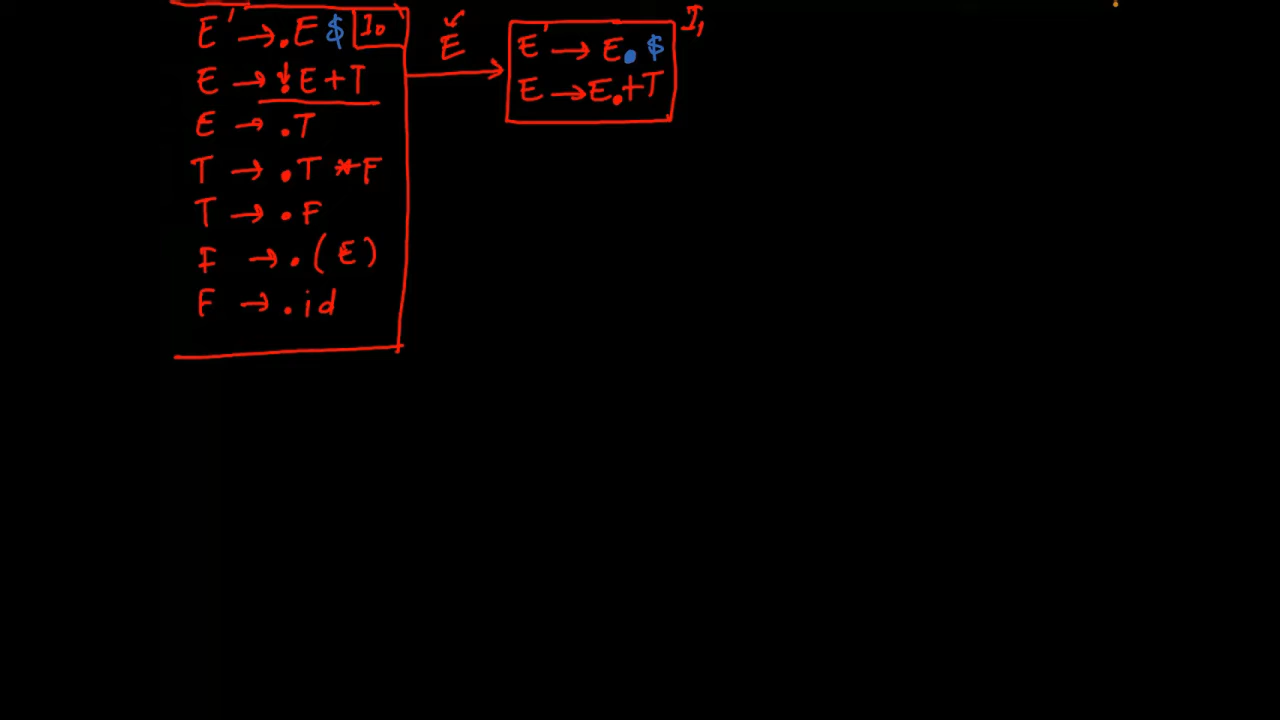 E' → .E $ I₀
E → .E + T
E → .T
T → .T * F
T → .F
F → .(E)
F → .id
E
I₁
E' → E.$
E → E.+T